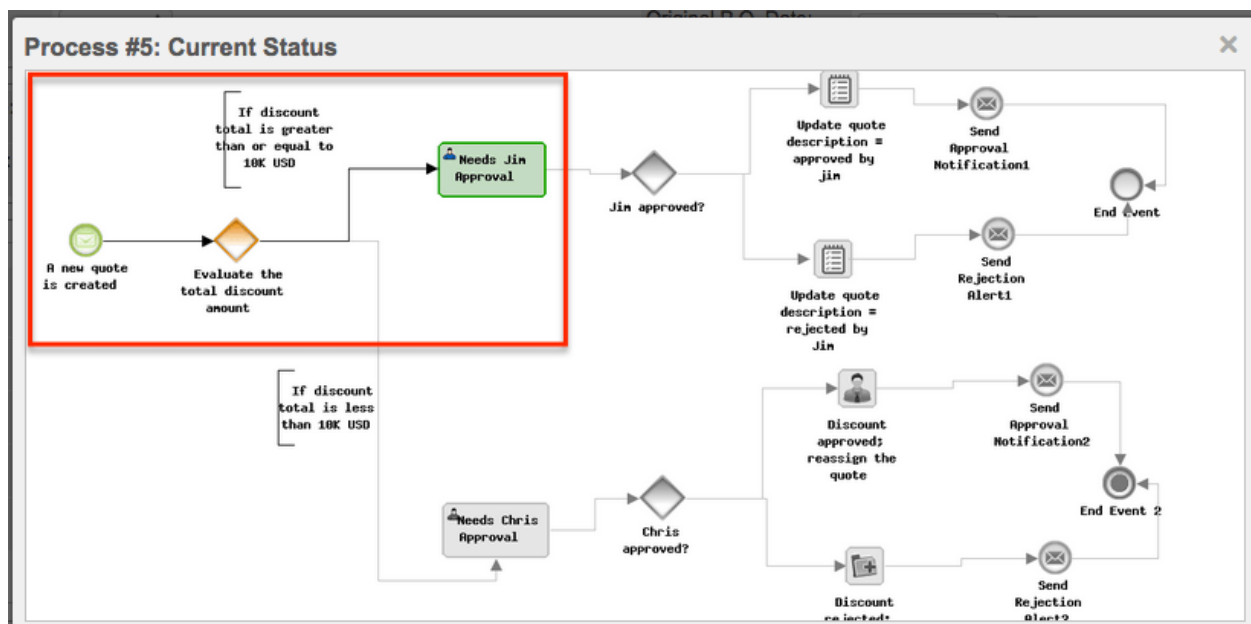 Original P.O. Date:
Process #5: Current Status
×
If discount
total is greater
than or equal to
10K USD
Needs Jim
Approval
A new quote
is created
Evaluate the
total discount
amount
Jim approved?
Update quote
description =
approved by
jim
Send
Approval
Notification1
End Event
Update quote
description =
rejected by
Jim
Send
Rejection
Alert1
If discount
total is less
than 10K USD
Needs Chris
Approval
Chris
approved?
Discount
approved;
reassign the
quote
Send
Approval
Notification2
End Event 2
Discount
rejected;
Send
Rejection
Alert2